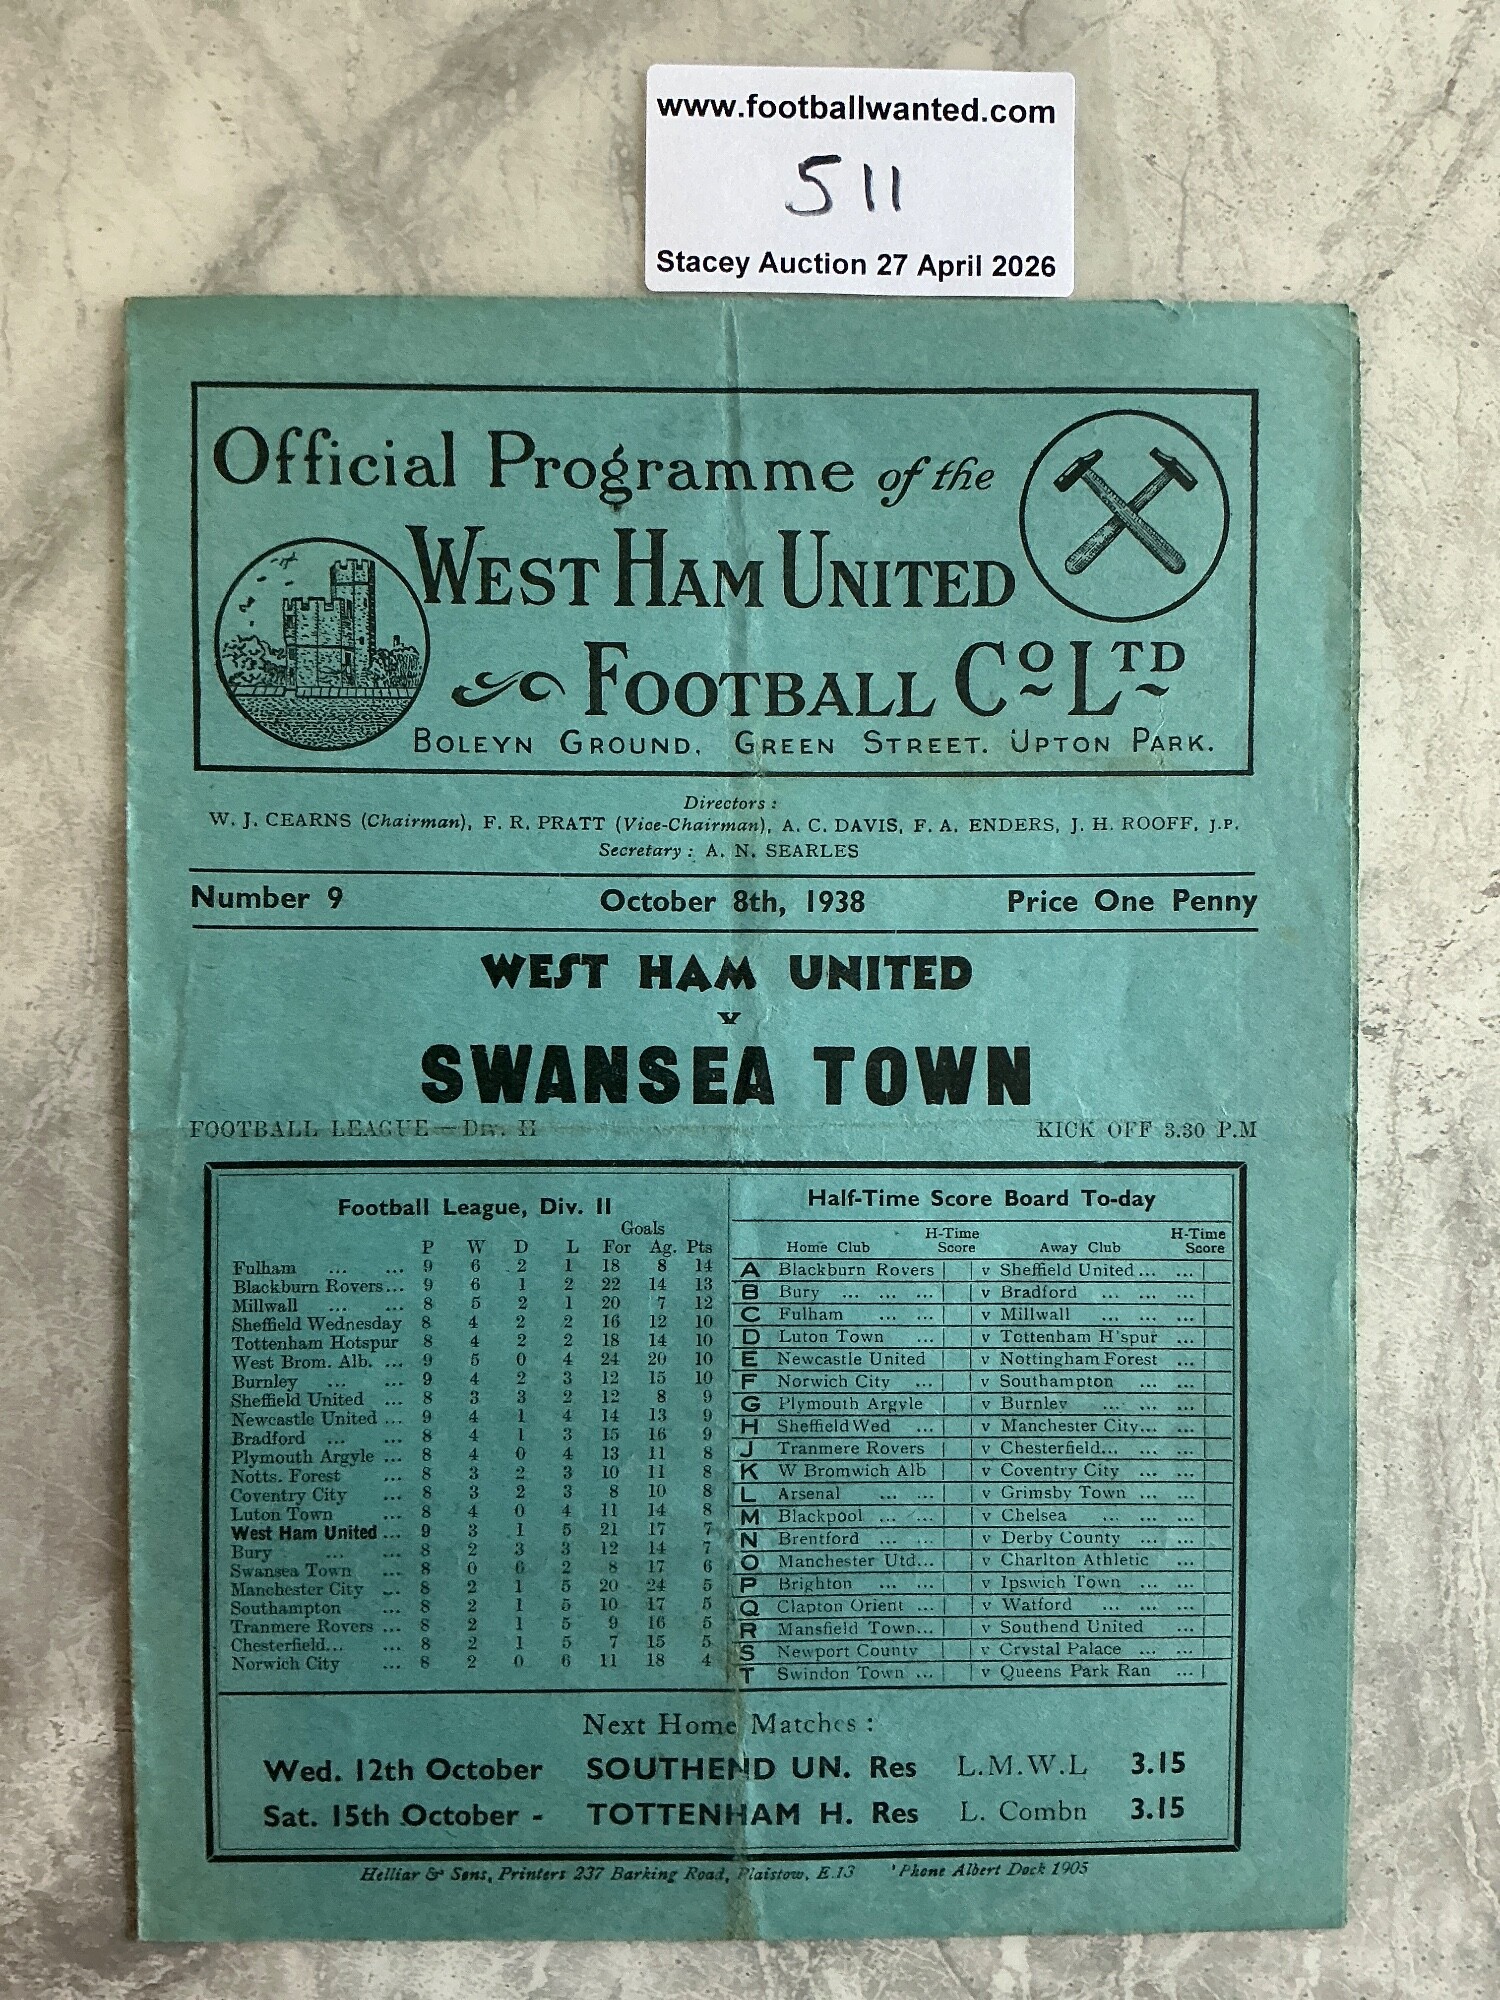 www.footballwanted.com
511
Stacey Auction 27 April 2026
Official Programme of the
WEST HAM UNITED
FOOTBALL CO LTD
BOLEYN GROUND, GREEN STREET. UPTON PARK.
Directors :
W. J. CEARNS (Chairman), F. R. PRATT (Vice-Chairman), A. C. DAVIS, F. A. ENDERS, J. H. ROOFF, J.P.
Secretary : A. N. SEARLES
Number 9 October 8th, 1938 Price One Penny
WEST HAM UNITED
v
SWANSEA TOWN
FOOTBALL LEAGUE—Div. II KICK OFF 3.30 P.M
Football League, Div. II
Goals
P W D L For Ag. Pts
Fulham ... ... 9 6 2 1 18 8 14
Blackburn Rovers... 9 6 1 2 22 14 13
Millwall ... ... 8 5 2 1 20 7 12
Sheffield Wednesday 8 4 2 2 16 12 10
Tottenham Hotspur 8 4 2 2 18 14 10
West Brom. Alb. ... 9 5 0 4 24 20 10
Burnley ... ... 9 4 2 3 12 15 10
Sheffield United ... 8 3 3 2 12 8 9
Newcastle United ... 9 4 1 4 14 13 9
Bradford ... ... 8 4 1 3 15 16 9
Plymouth Argyle ... 8 4 0 4 13 11 8
Notts. Forest ... 8 3 2 3 10 11 8
Coventry City ... 8 3 2 3 8 10 8
Luton Town ... 8 4 0 4 11 14 8
West Ham United ... 9 3 1 5 21 17 7
Bury ... ... 8 2 3 3 12 14 7
Swansea Town ... 8 0 6 2 8 17 6
Manchester City ... 8 2 1 5 20 24 5
Southampton ... 8 2 1 5 10 17 5
Tranmere Rovers ... 8 2 1 5 9 16 5
Chesterfield... ... 8 2 1 5 7 15 5
Norwich City ... 8 2 0 6 11 18 4
Half-Time Score Board To-day
H-Time H-Time
Home Club Score Away Club Score
A Blackburn Rovers v Sheffield United ... ...
B Bury ... ... ... v Bradford ... ... ...
C Fulham ... ... v Millwall ... ... ...
D Luton Town ... v Tottenham H'spur ...
E Newcastle United v Nottingham Forest ...
F Norwich City ... v Southampton ... ...
G Plymouth Argyle v Burnley ... ... ...
H Sheffield Wed ... v Manchester City... ...
J Tranmere Rovers v Chesterfield... ... ...
K W Bromwich Alb v Coventry City ... ...
L Arsenal ... ... v Grimsby Town ... ...
M Blackpool ... ... v Chelsea ... ... ...
N Brentford ... ... v Derby County ... ...
O Manchester Utd... v Charlton Athletic ...
P Brighton ... ... v Ipswich Town ... ...
Q Clapton Orient ... v Watford ... ... ...
R Mansfield Town... v Southend United ...
S Newport County v Crystal Palace ... ...
T Swindon Town ... v Queens Park Ran ...
Next Home Matches :
Wed. 12th October SOUTHEND UN. Res L.M.W.L 3.15
Sat. 15th October - TOTTENHAM H. Res L. Combn 3.15
Helliar & Sons, Printers 237 Barking Road, Plaistow, E.13 'Phone Albert Dock 1905